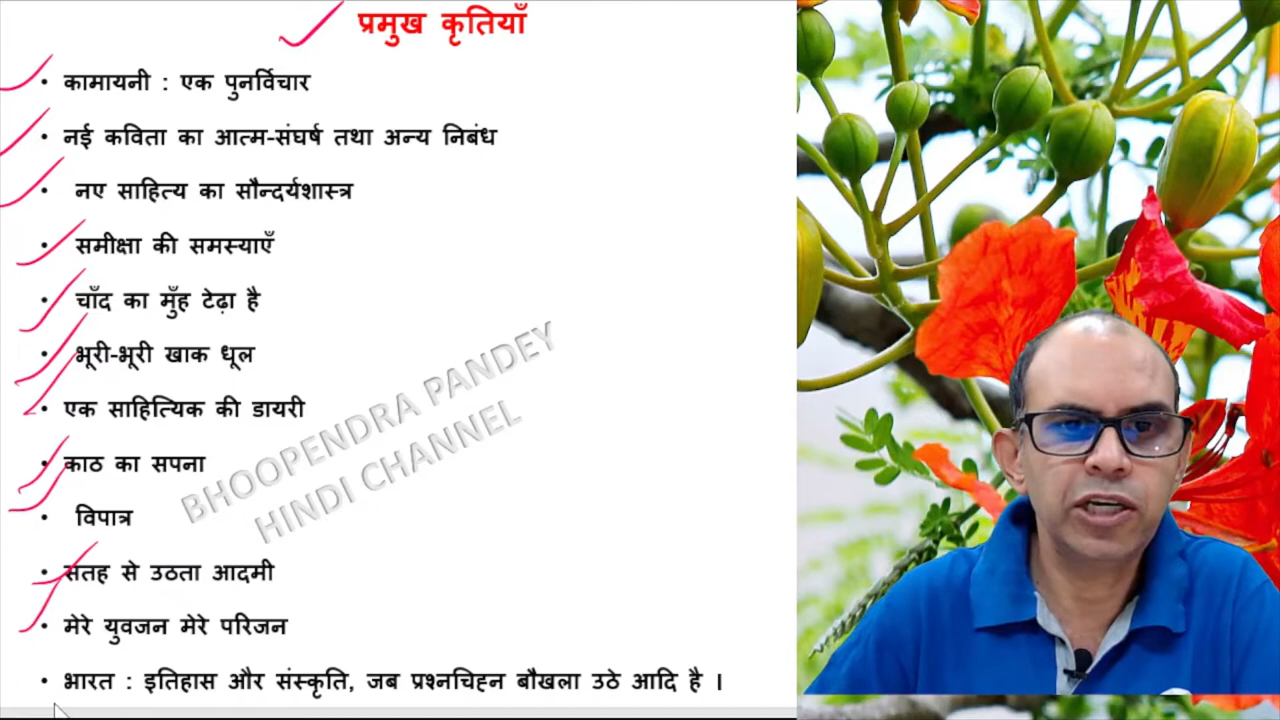 प्रमुख कृतियाँ
• कामायनी : एक पुनर्विचार
• नई कविता का आत्म-संघर्ष तथा अन्य निबंध
• नए साहित्य का सौन्दर्यशास्त्र
• समीक्षा की समस्याएँ
• चाँद का मुँह टेढ़ा है
• भूरी-भूरी खाक धूल
• एक साहित्यिक की डायरी
• काठ का सपना
• विपात्र
• सतह से उठता आदमी
• मेरे युवजन मेरे परिजन
• भारत : इतिहास और संस्कृति, जब प्रश्नचिह्न बौखला उठे आदि है ।
BHOOPENDRA PANDEY
HINDI CHANNEL